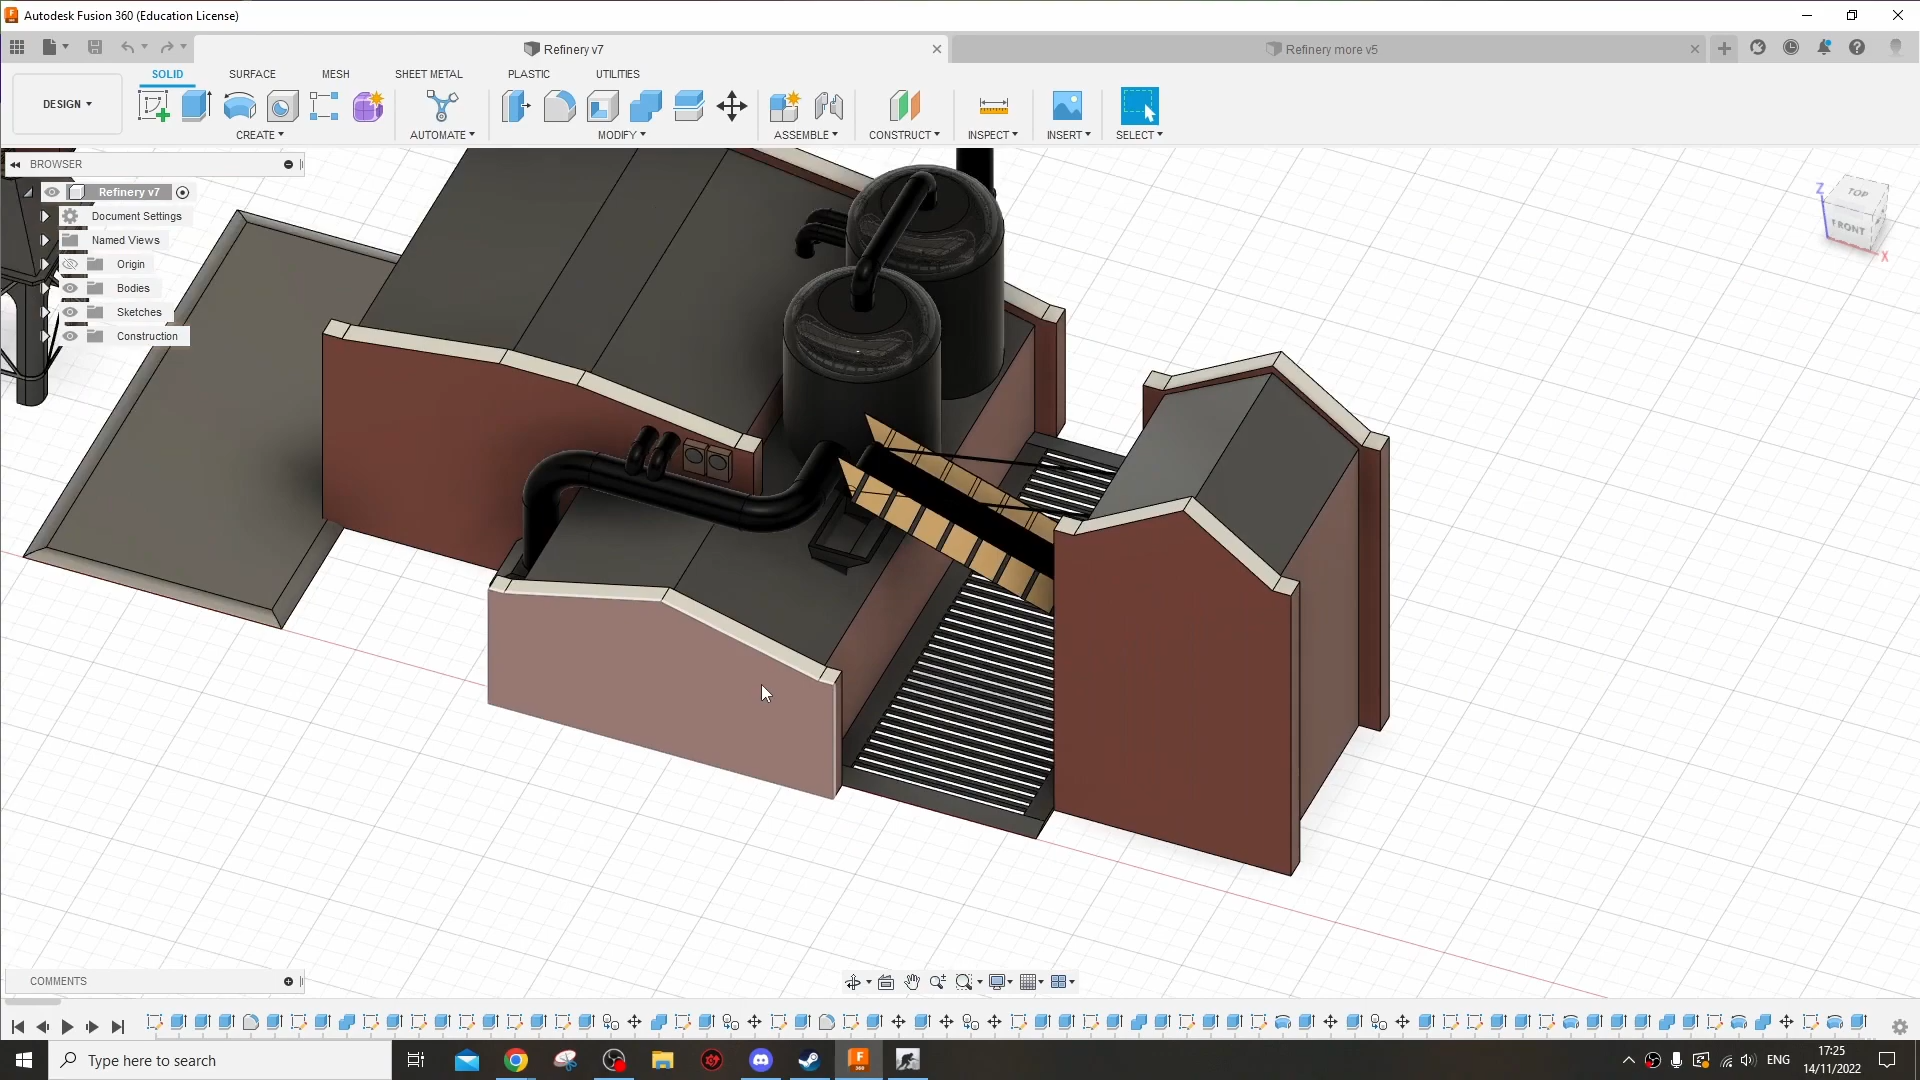 Autodesk Fusion 360 (Education License)
Refinery v7
Refinery more v5
DESIGN
SOLID
SURFACE
MESH
SHEET METAL
PLASTIC
UTILITIES
CREATE
AUTOMATE
MODIFY
ASSEMBLE
CONSTRUCT
INSPECT
INSERT
SELECT
BROWSER
Refinery v7
Document Settings
Named Views
Origin
Bodies
Sketches
Construction
TOP
FRONT
Z
X
COMMENTS
Type here to search
ENG
17:25
14/11/2022